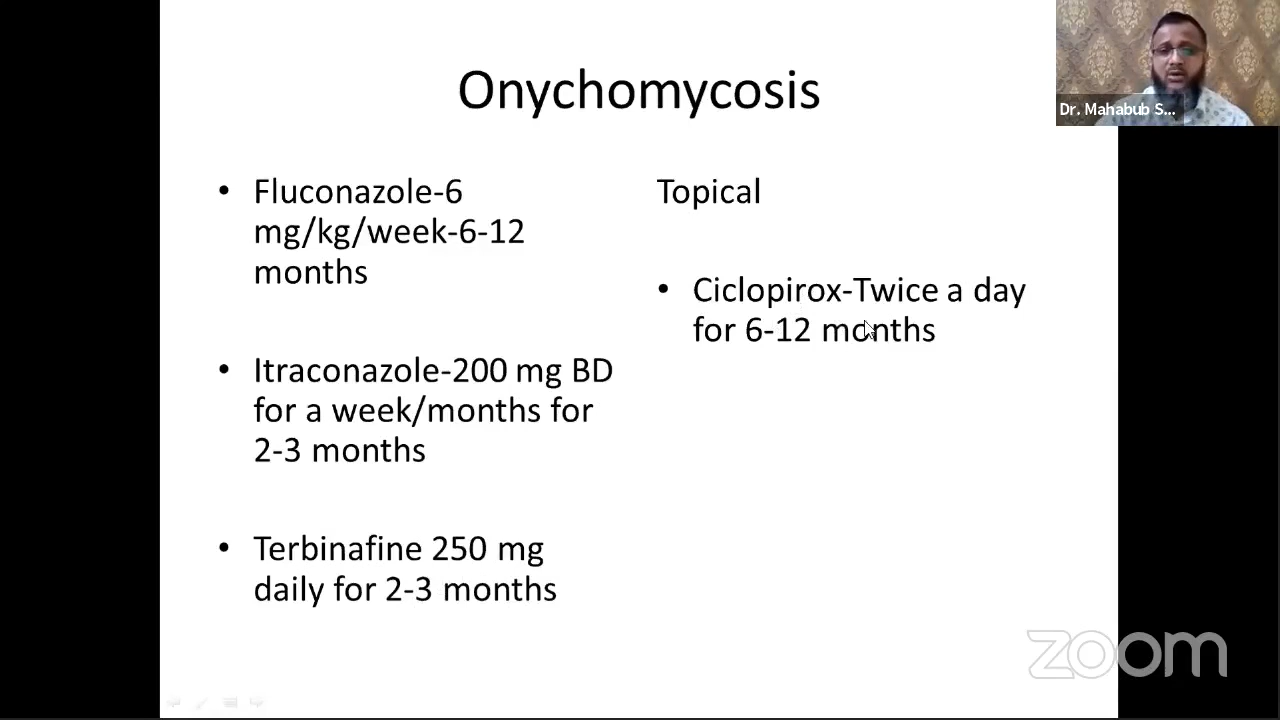 Onychomycosis
Dr. Mahabub S...
• Fluconazole-6
mg/kg/week-6-12
months
• Itraconazole-200 mg BD
for a week/months for
2-3 months
• Terbinafine 250 mg
daily for 2-3 months
Topical
• Ciclopirox-Twice a day
for 6-12 months
zoom